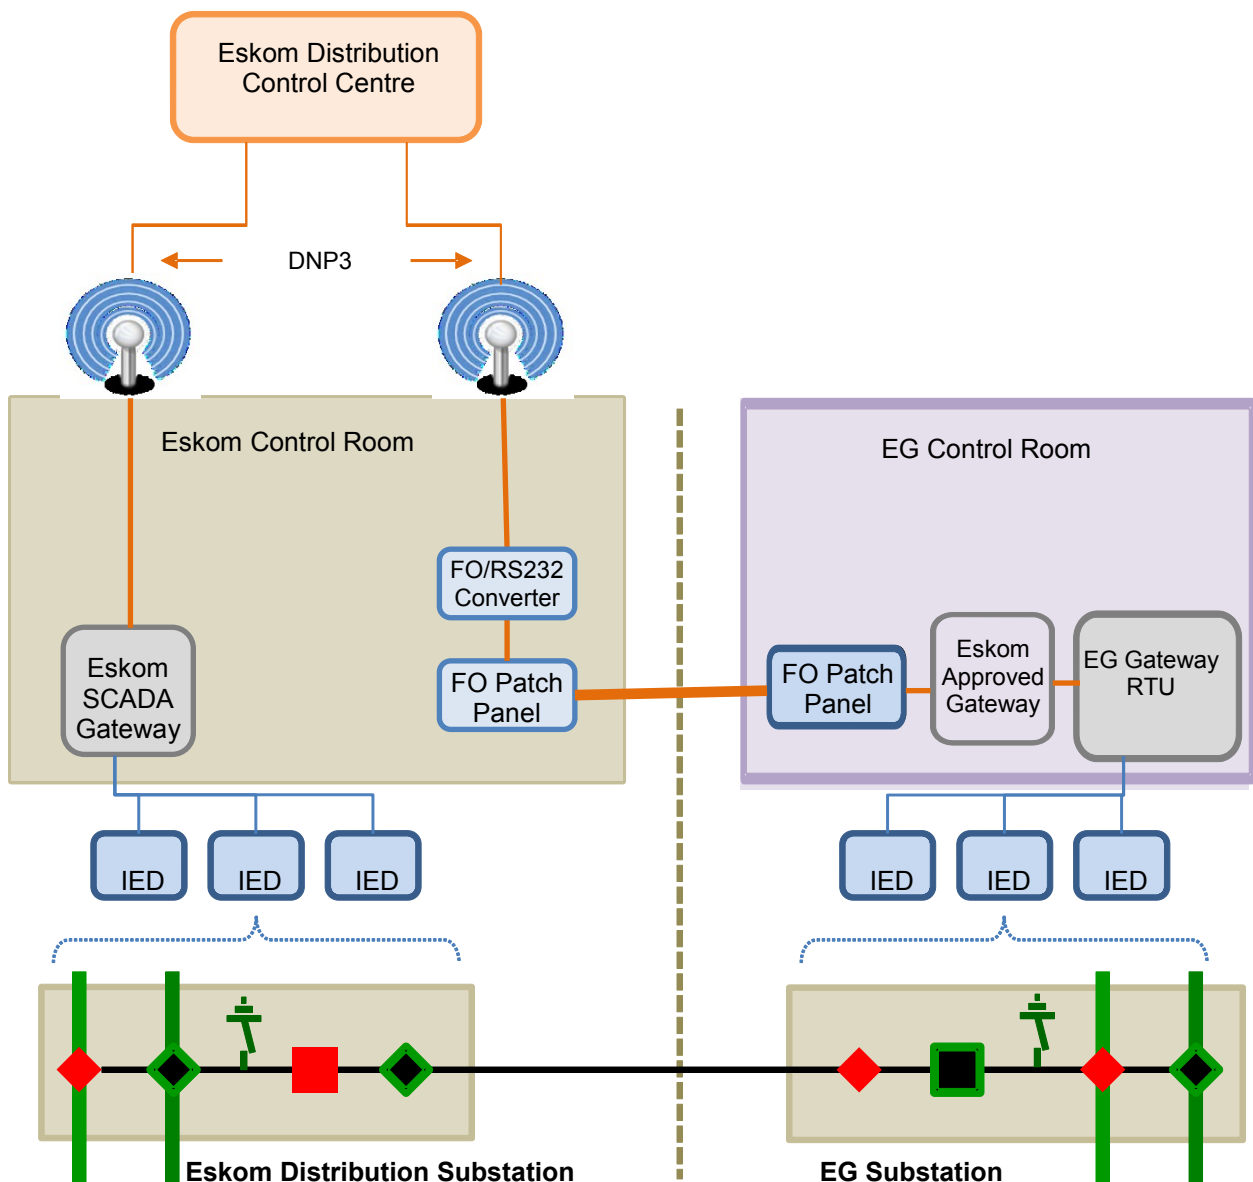 Eskom Distribution
Control Centre
DNP3
Eskom Control Room
EG Control Room
FO/RS232
Converter
Eskom
SCADA
Gateway
FO Patch
Panel
FO Patch
Panel
Eskom
Approved
Gateway
EG Gateway
RTU
IED
IED
IED
IED
IED
IED
Eskom Distribution Substation
EG Substation